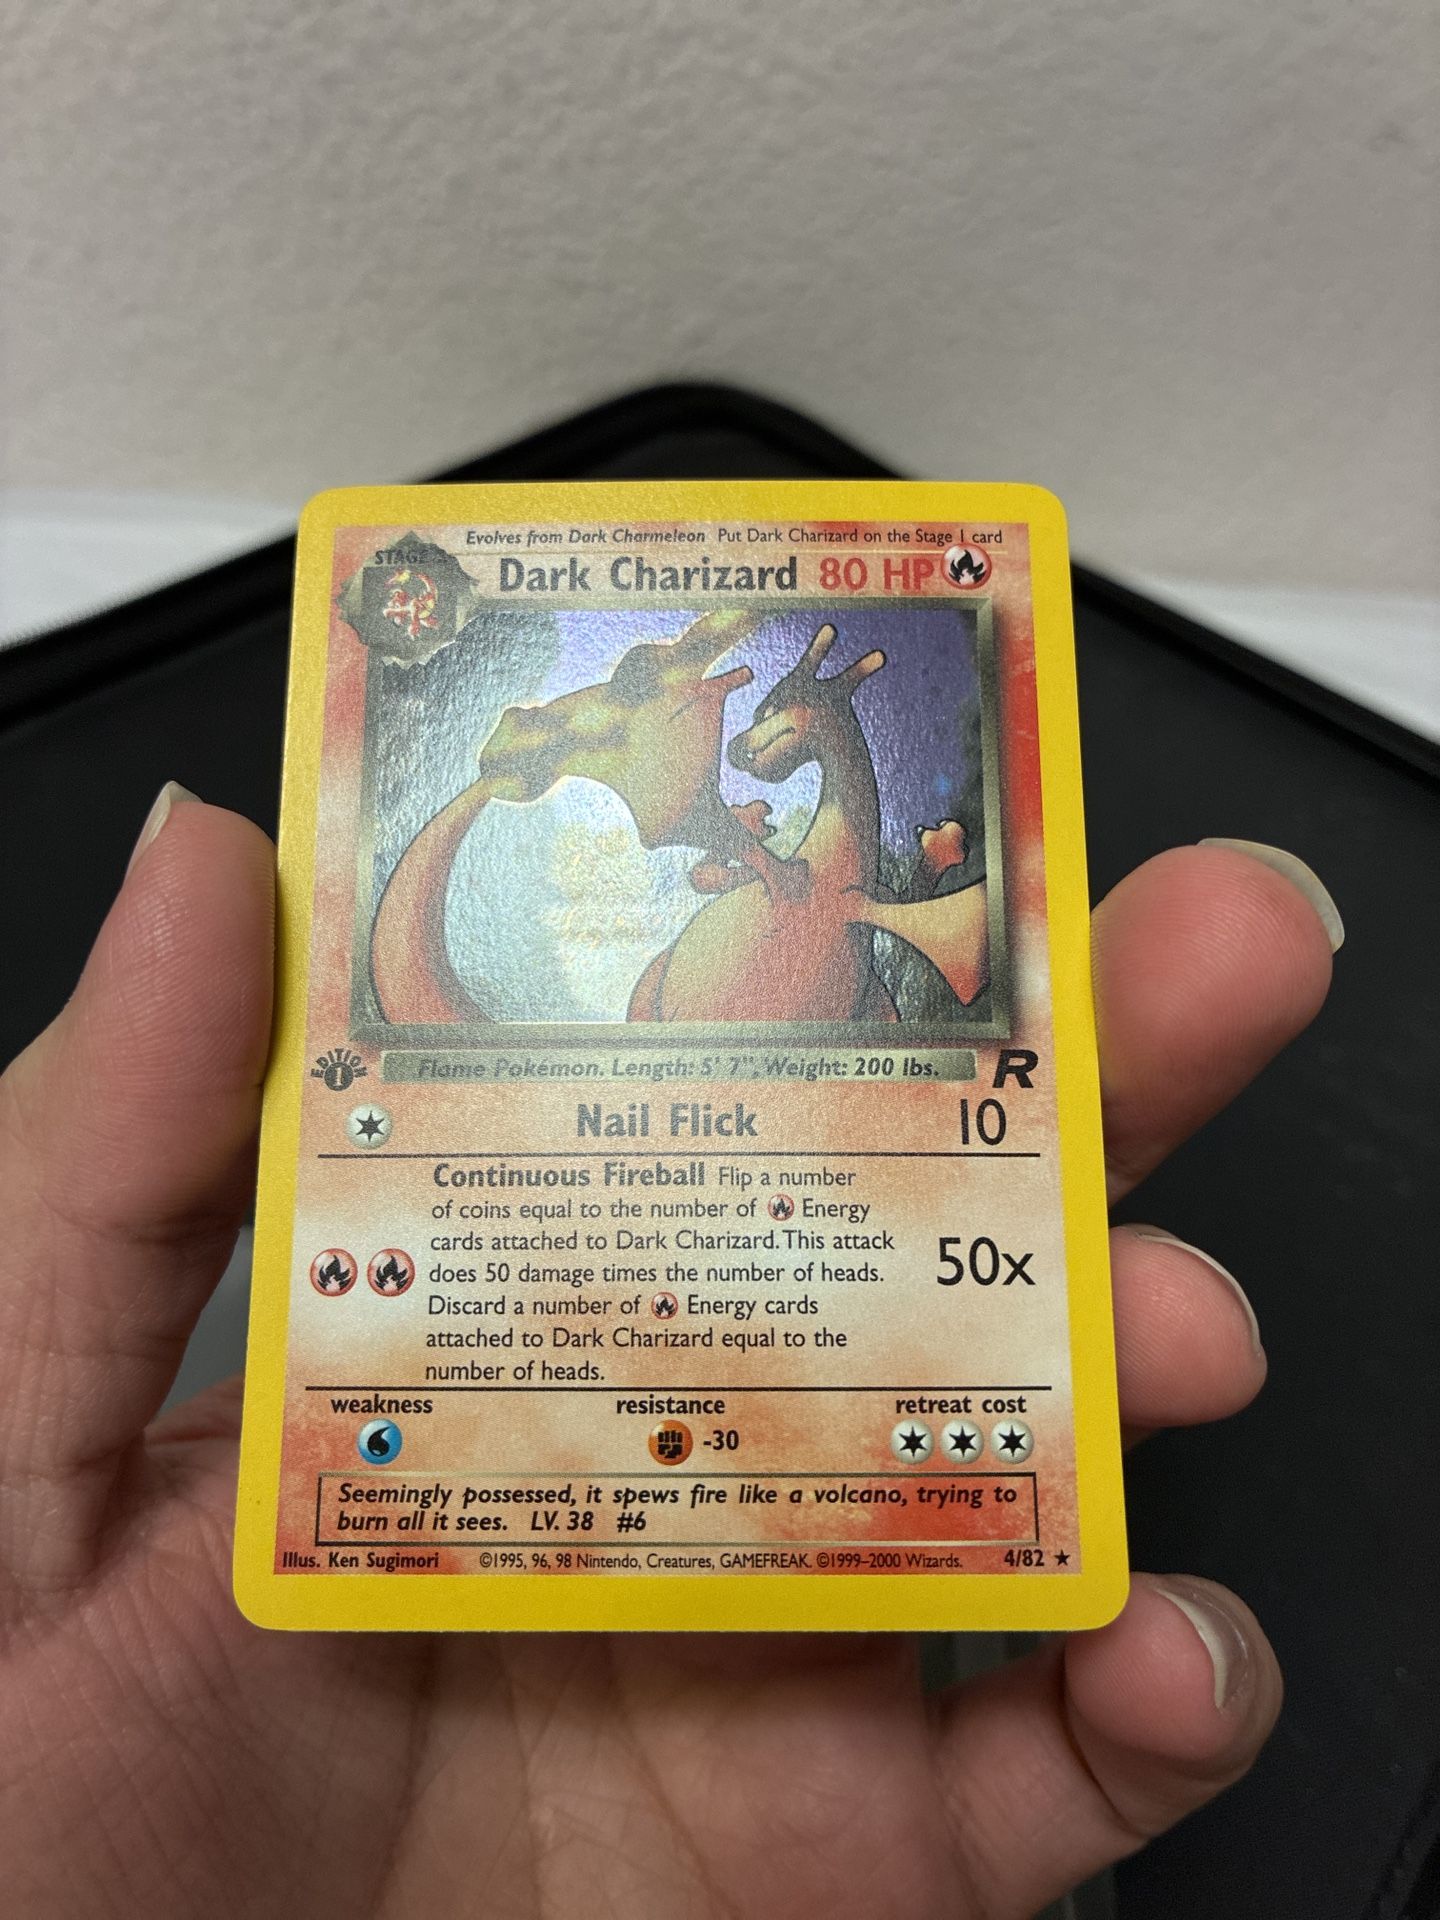 Evolves from Dark Charmeleon Put Dark Charizard on the Stage 1 card
STAGE
Dark Charizard 80 HP
EDITION
1
Flame Pokémon. Length: 5' 7", Weight: 200 lbs.
R
Nail Flick 10
Continuous Fireball Flip a number
of coins equal to the number of Energy
cards attached to Dark Charizard. This attack
does 50 damage times the number of heads.
Discard a number of Energy cards
attached to Dark Charizard equal to the
number of heads.
50x
weakness resistance retreat cost
-30
Seemingly possessed, it spews fire like a volcano, trying to
burn all it sees. LV. 38 #6
Illus. Ken Sugimori ©1995, 96, 98 Nintendo, Creatures, GAMEFREAK. ©1999–2000 Wizards. 4/82 ★